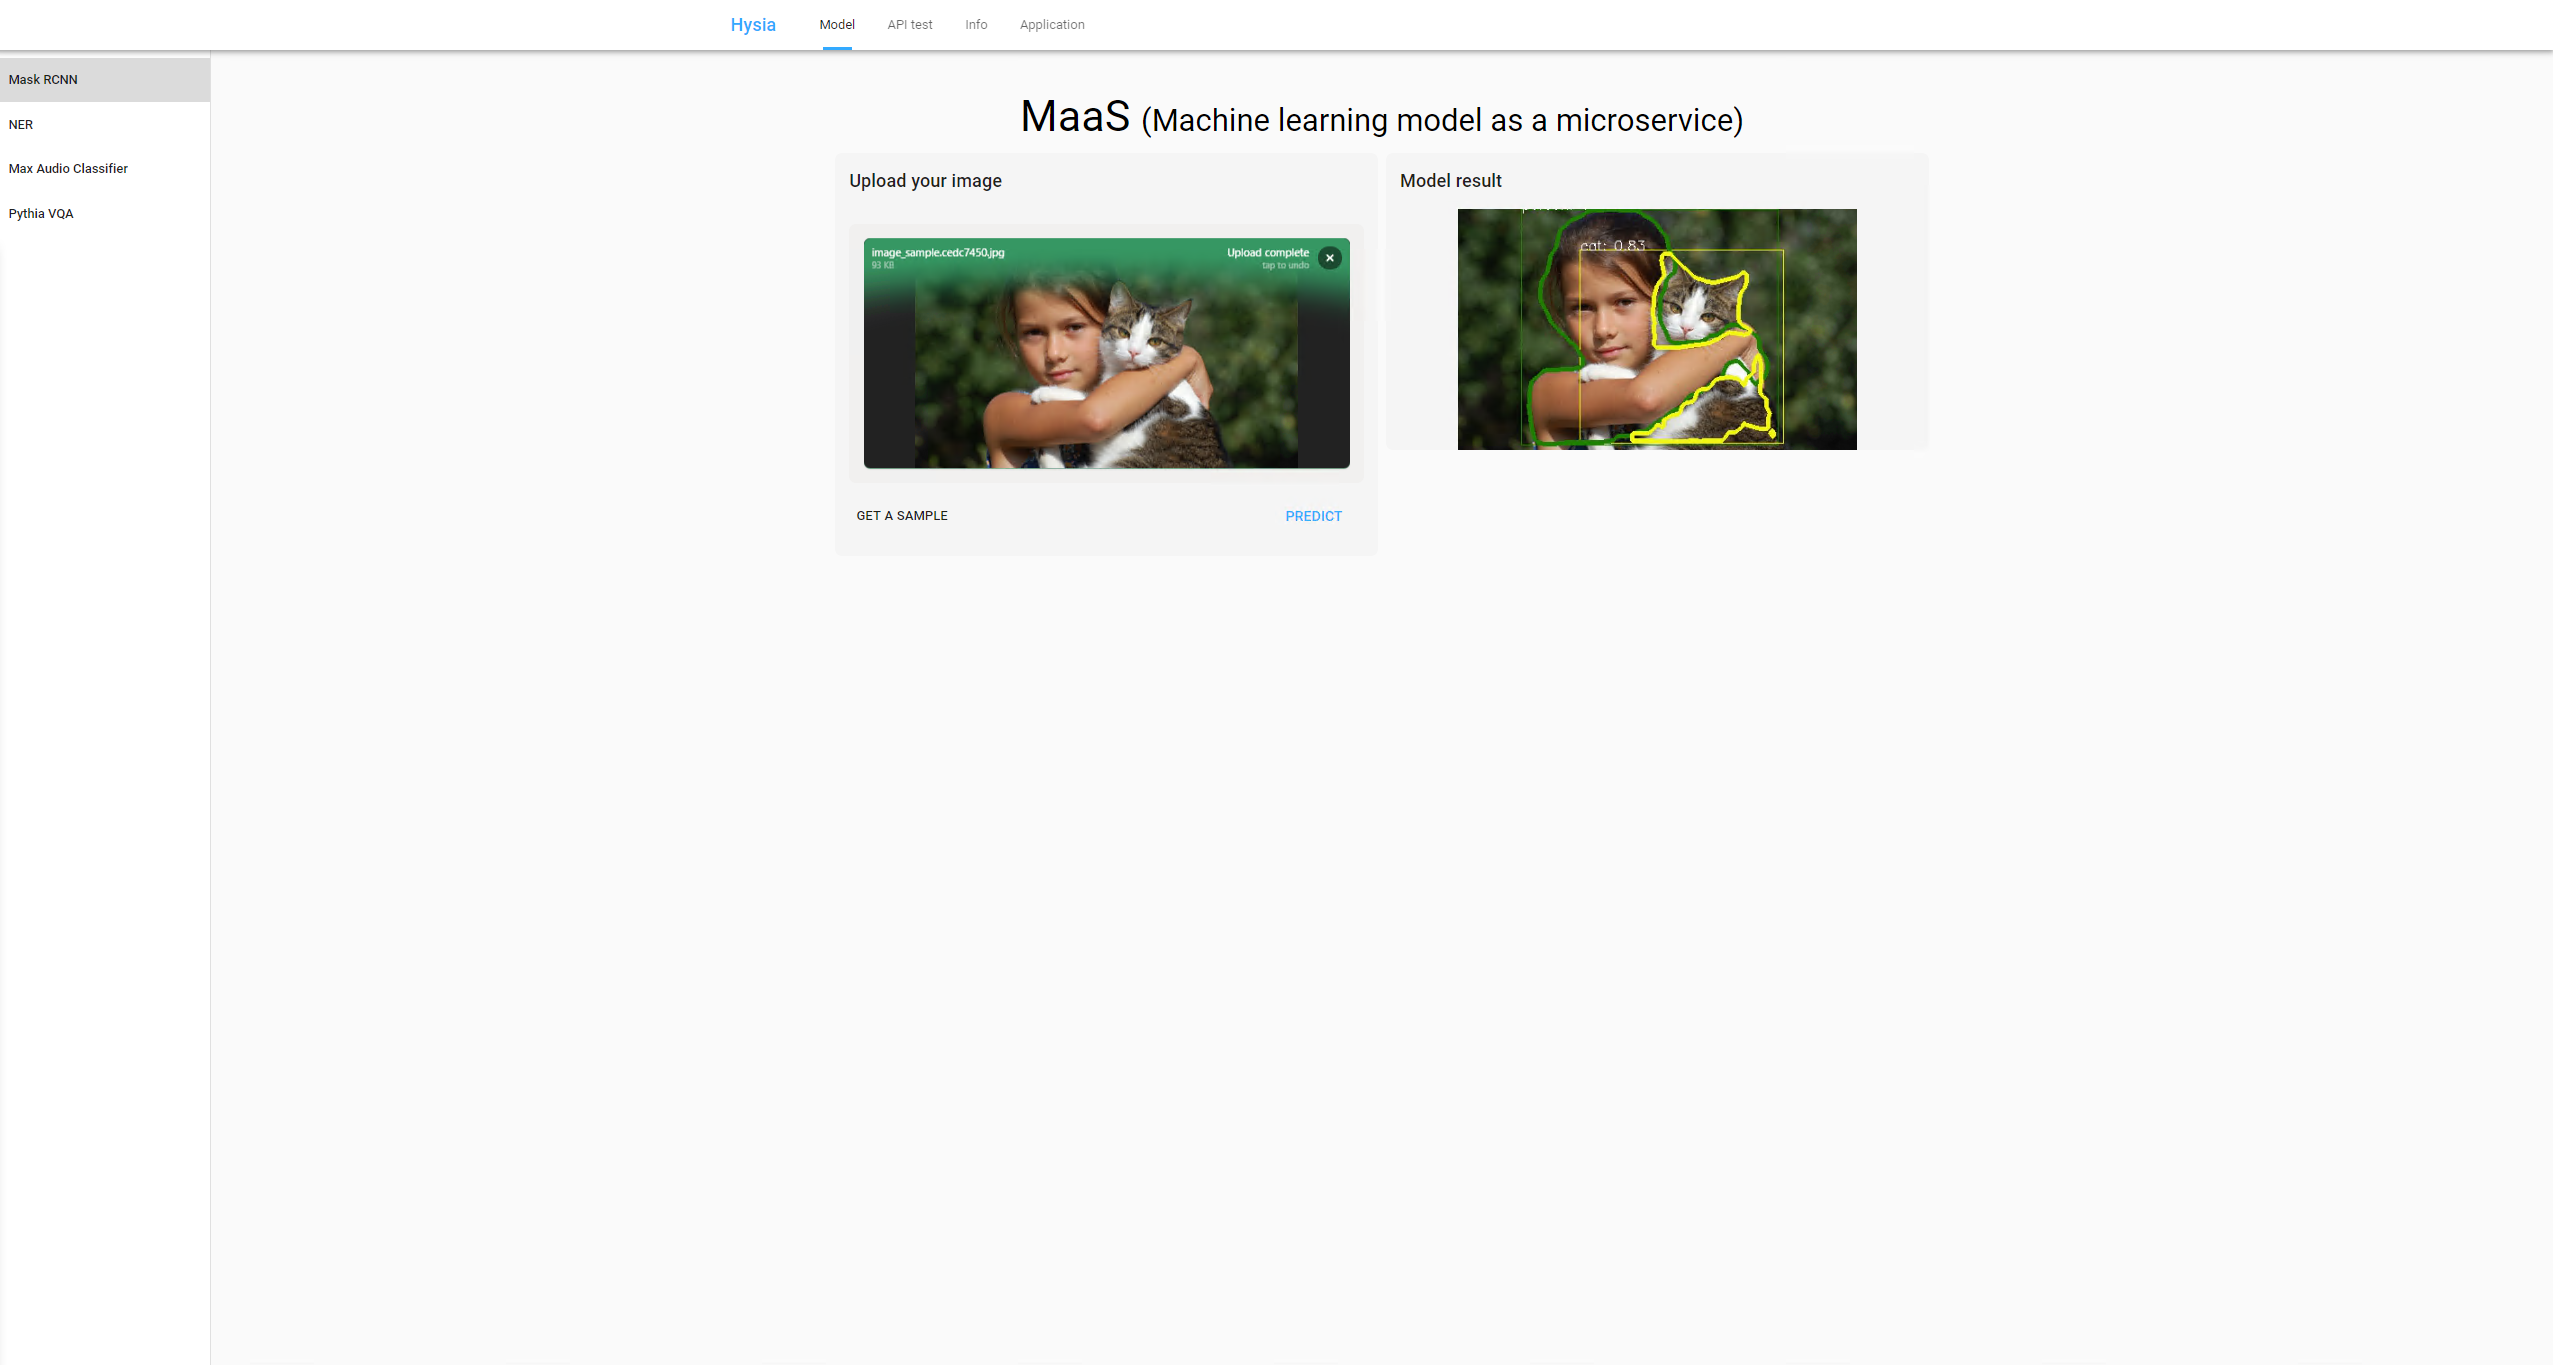 Hysia Model API test Info Application
Mask RCNN
NER
Max Audio Classifier
Pythia VQA
MaaS (Machine learning model as a microservice)
Upload your image
image_sample.cedc7450.jpg Upload complete
93 KB tap to undo
GET A SAMPLE PREDICT
Model result
cat: 0.83